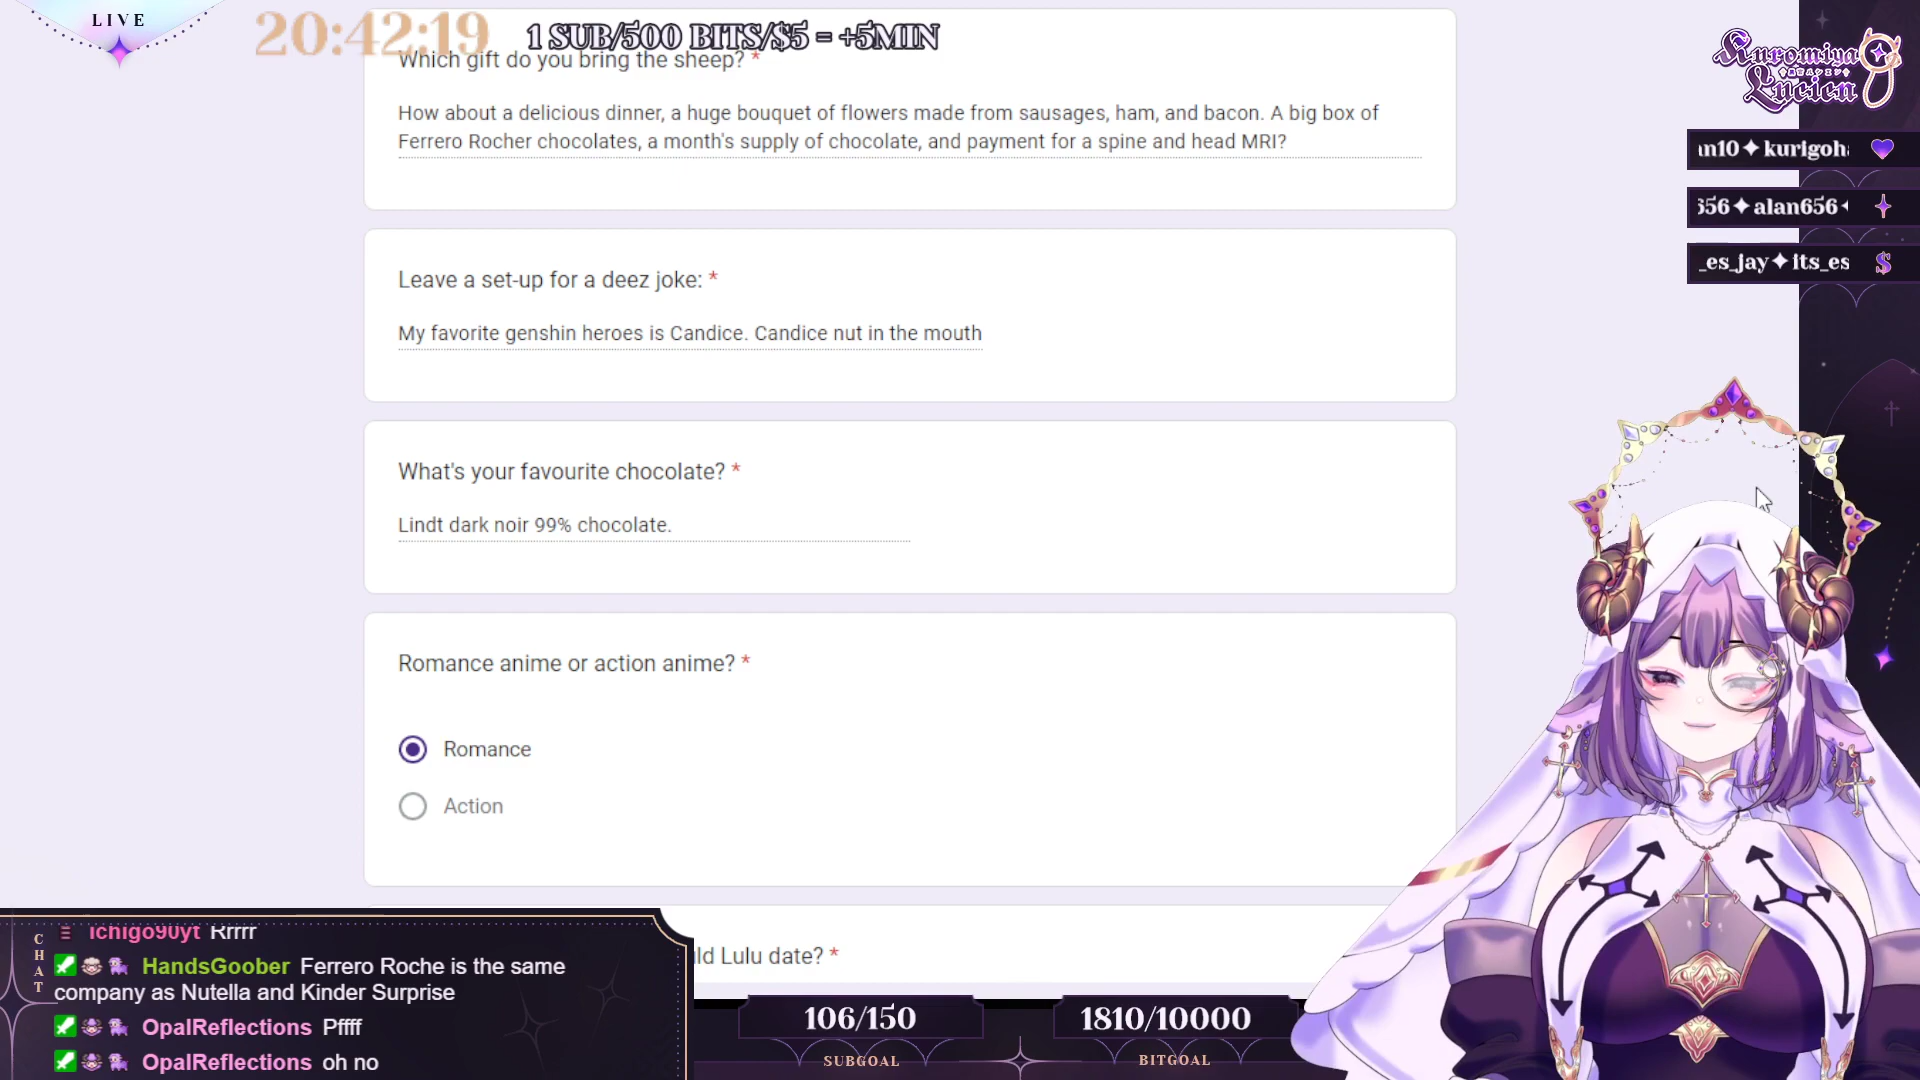 LIVE
20:42:19
1 SUB/500 BITS/$5 = +5MIN
Which gift do you bring the sheep? *
How about a delicious dinner, a huge bouquet of flowers made from sausages, ham, and bacon. A big box of
Ferrero Rocher chocolates, a month's supply of chocolate, and payment for a spine and head MRI?
Leave a set-up for a deez joke: *
My favorite genshin heroes is Candice. Candice nut in the mouth
What's your favourite chocolate? *
Lindt dark noir 99% chocolate.
Romance anime or action anime? *
Romance
Action
Lulu date? *
Kuromiya
Lucien
kurigoh
alan656
_es_jay✦its_es
$
CHAT
ichigo90yt Rrrrr
HandsGoober Ferrero Roche is the same
company as Nutella and Kinder Surprise
OpalReflections Pffff
OpalReflections oh no
106/150
SUBGOAL
1810/10000
BITGOAL